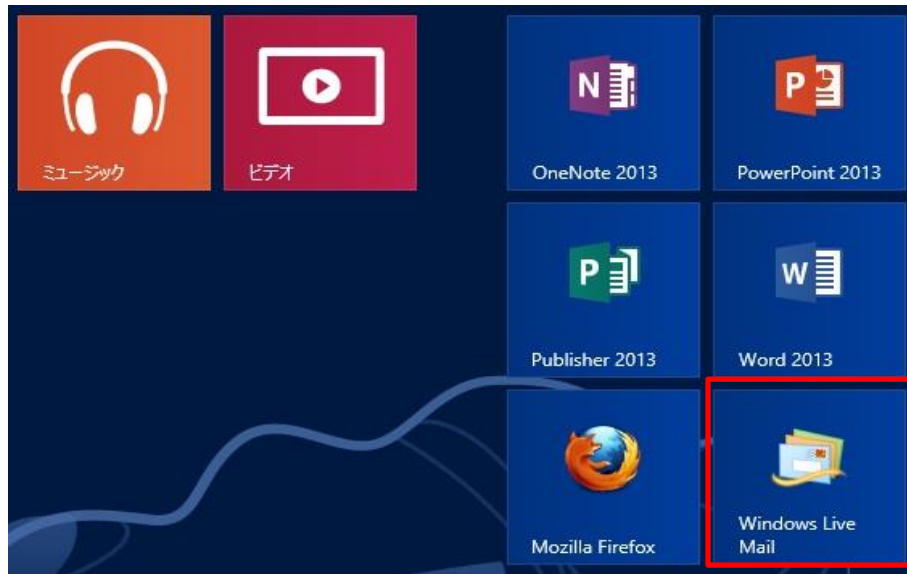 ミュージック
ビデオ
OneNote 2013
PowerPoint 2013
Publisher 2013
Word 2013
Mozilla Firefox
Windows Live
Mail